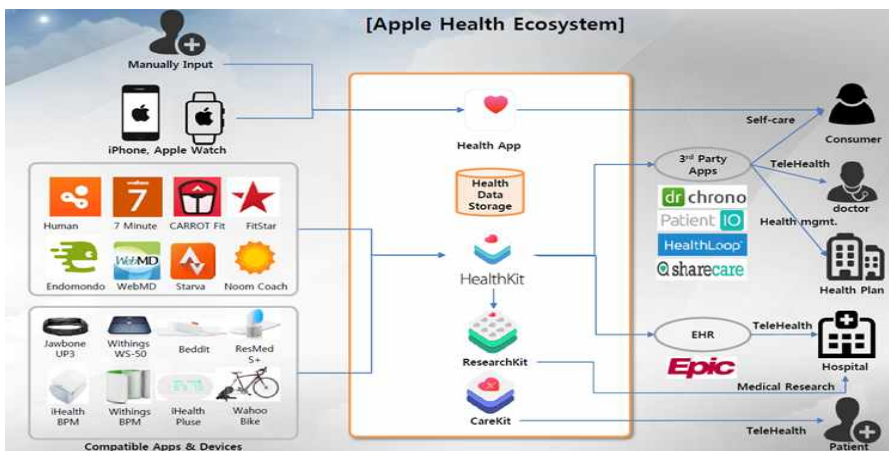 [Apple Health Ecosystem]
Manually Input
iPhone, Apple Watch
Human
7
7 Minute
CARROT Fit
FitStar
Endomondo
WebMD
WebMD
Starva
Noom Coach
Jawbone
UP3
Withings
WS-50
Beddit
ResMed
S+
iHealth
BPM
Withings
BPM
iHealth
Pluse
Wahoo
Bike
Compatible Apps & Devices
Health App
Health
Data
Storage
HealthKit
ResearchKit
CareKit
3rd Party
Apps
dr chrono
Patient IO
HealthLoop
sharecare
EHR
Epic
Self-care
TeleHealth
Health mgmt.
TeleHealth
Medical Research
TeleHealth
Consumer
doctor
Health Plan
Hospital
Patient